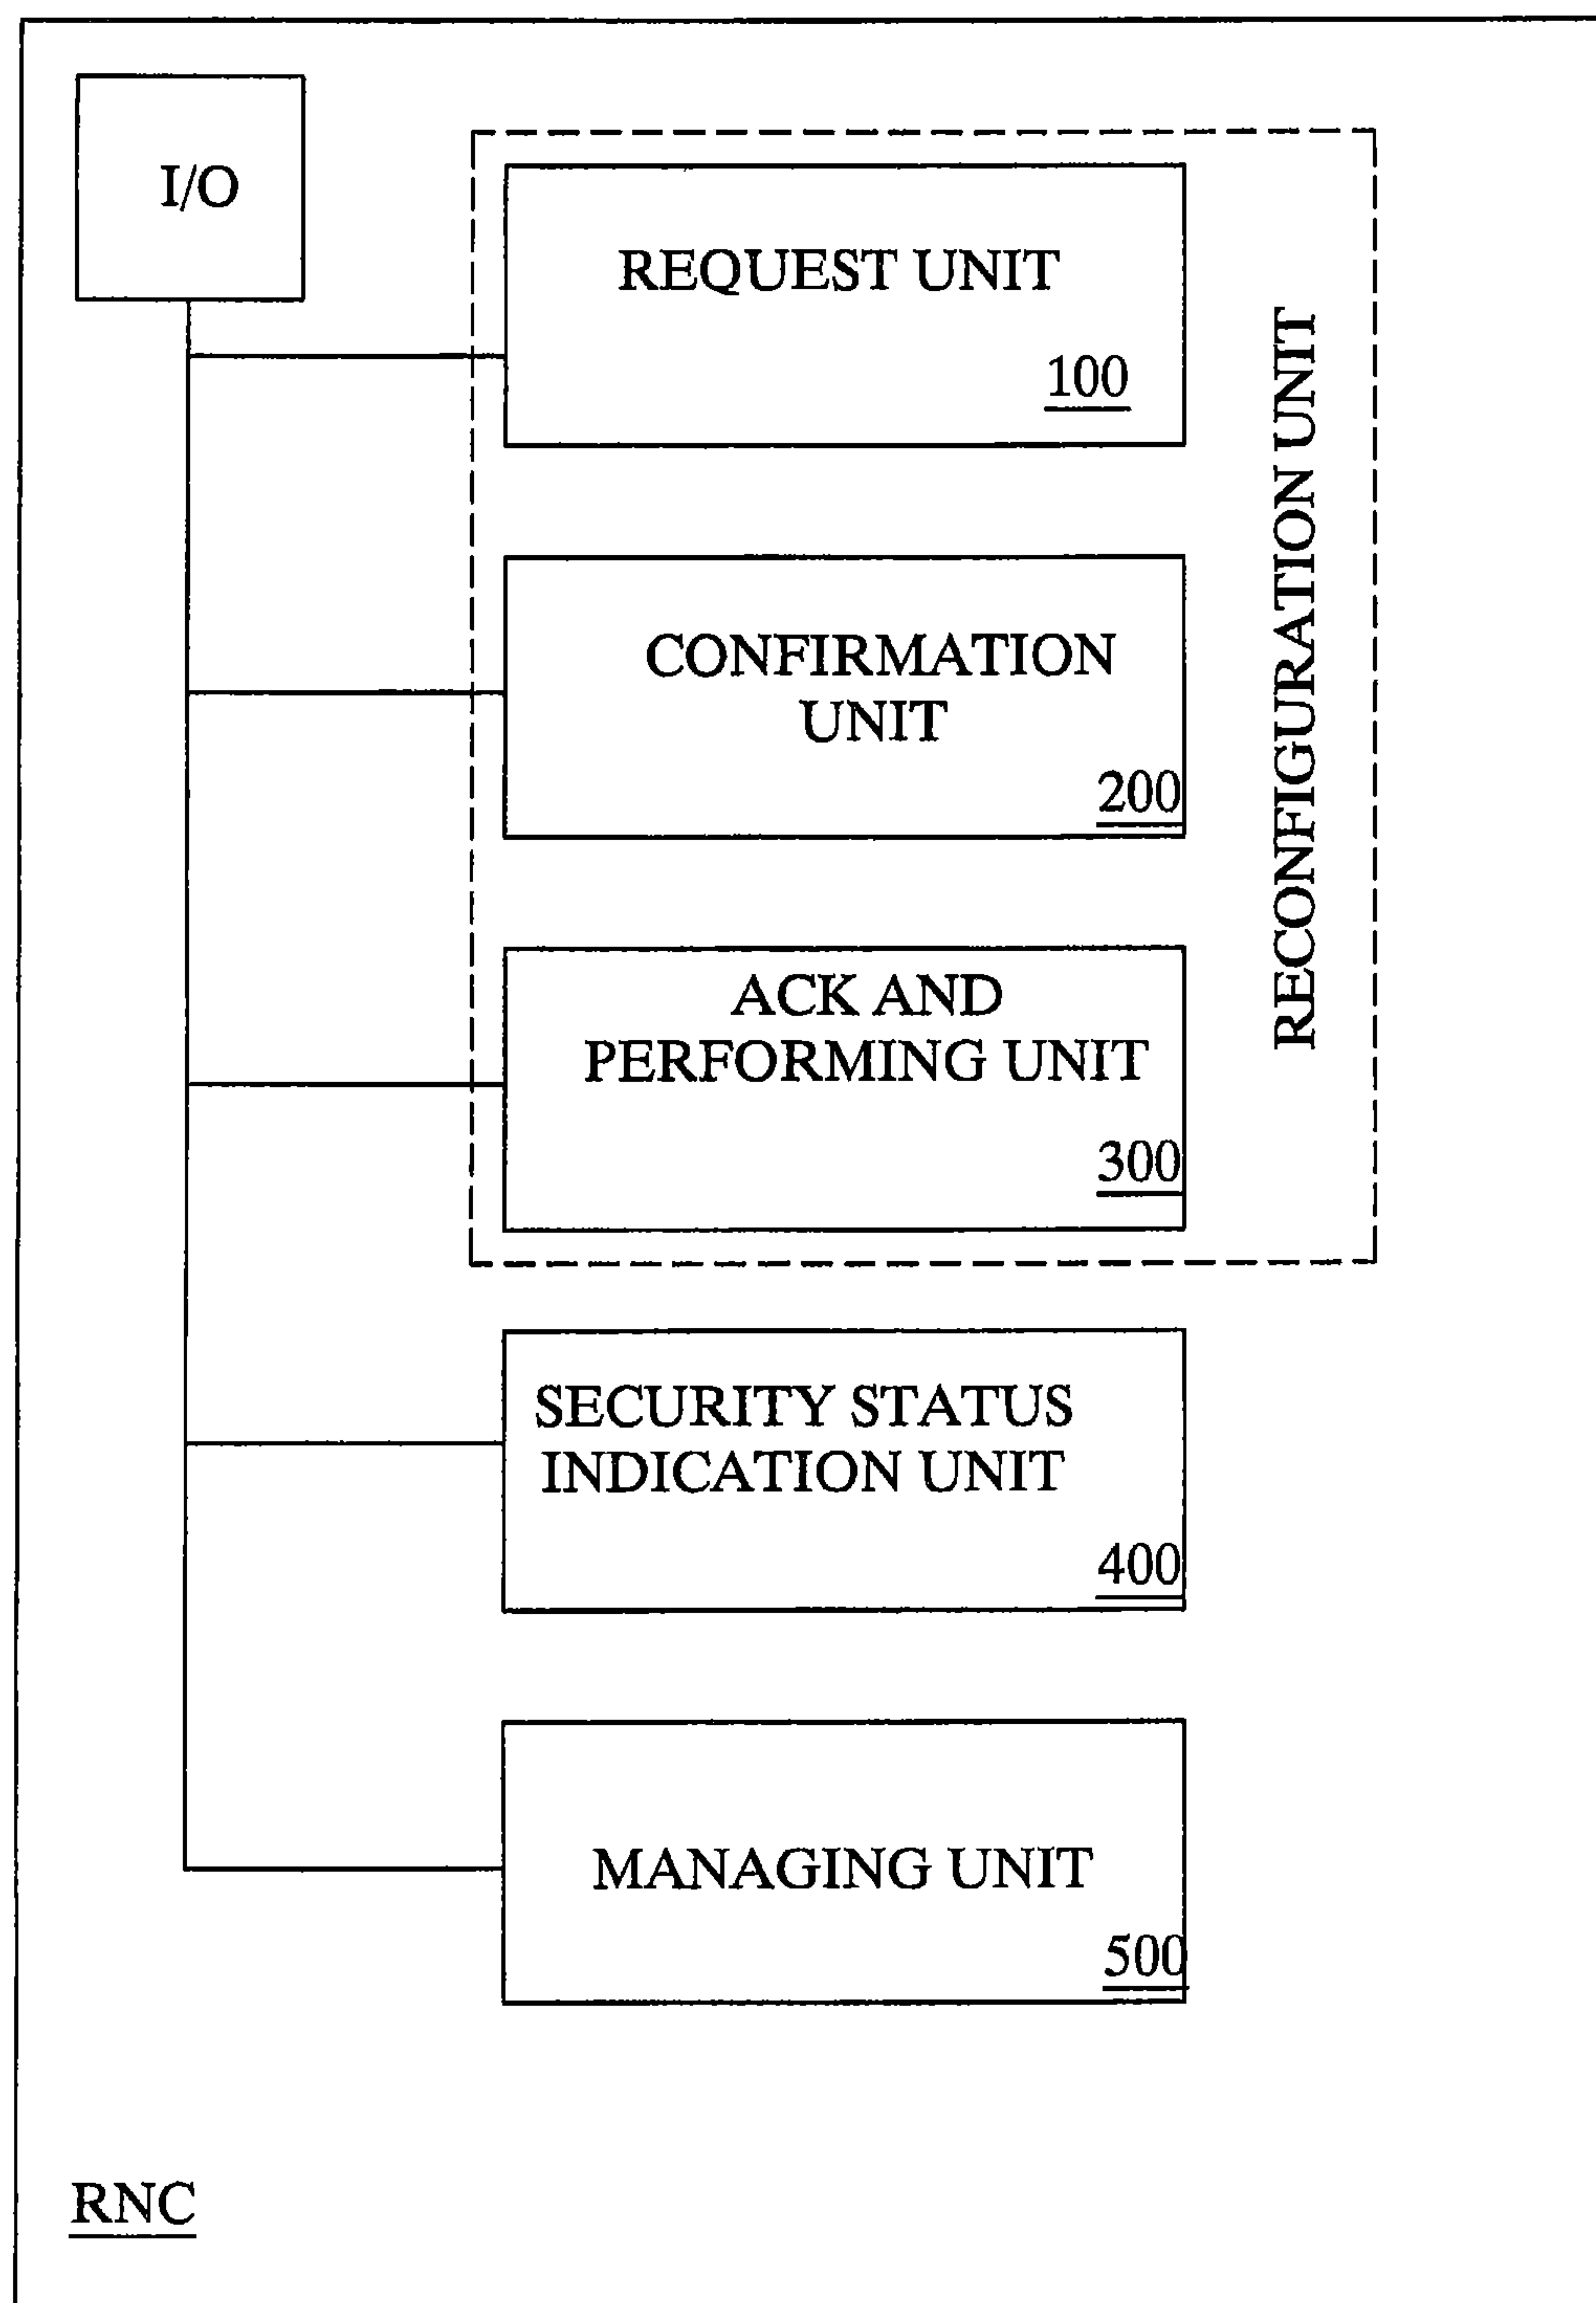 I/O
REQUEST UNIT
100
CONFIRMATION
UNIT
200
ACK AND
PERFORMING UNIT
300
RECONFIGURATION UNIT
SECURITY STATUS
INDICATION UNIT
400
MANAGING UNIT
500
RNC